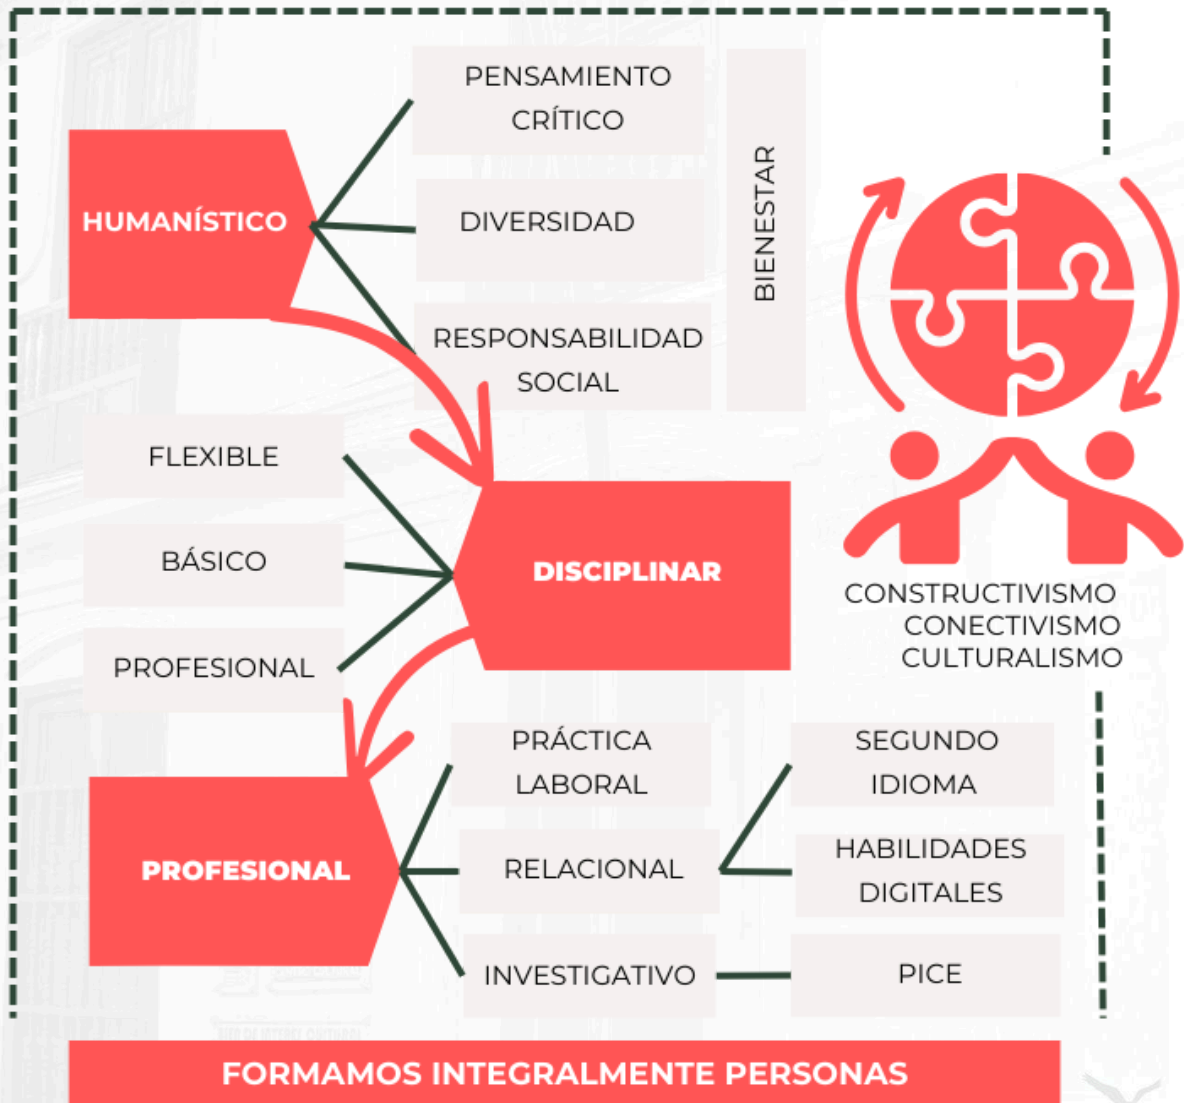 PENSAMIENTO
CRÍTICO
HUMANÍSTICO
DIVERSIDAD
RESPONSABILIDAD
SOCIAL
BIENESTAR
FLEXIBLE
BÁSICO
PROFESIONAL
DISCIPLINAR
CONSTRUCTIVISMO
CONECTIVISMO
CULTURALISMO
PROFESIONAL
PRÁCTICA
LABORAL
RELACIONAL
INVESTIGATIVO
SEGUNDO
IDIOMA
HABILIDADES
DIGITALES
PICE
FORMAMOS INTEGRALMENTE PERSONAS